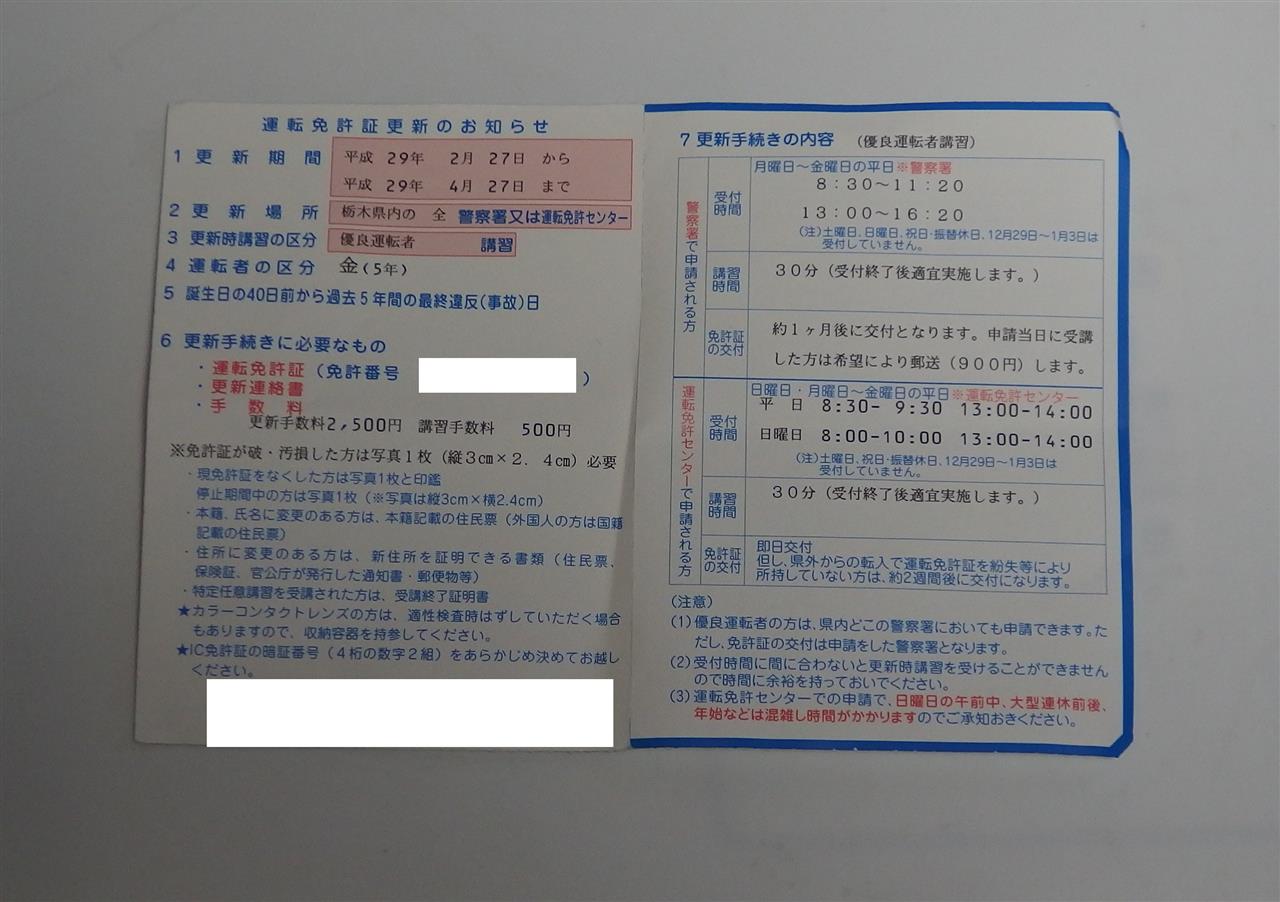 運転免許証更新のお知らせ
1 更新期間 平成 29年 2月 27日 から
平成 29年 4月 27日 まで
2 更新場所 栃木県内の 全 警察署又は運転免許センター
3 更新時講習の区分 優良運転者 講習
4 運転者の区分 金(5年)
5 誕生日の40日前から過去5年間の最終違反(事故)日
6 更新手続きに必要なもの
・運転免許証(免許番号 )
・更新連絡書
・手数料
更新手数料2,500円 講習手数料 500円
※免許証が破・汚損した方は写真1枚(縦3cm×2.4cm)必要
・現免許証をなくした方は写真1枚と印鑑
停止期間中の方は写真1枚(※写真は縦3cm×横2.4cm)
・本籍、氏名に変更のある方は、本籍記載の住民票(外国人の方は国籍
記載の住民票)
・住所に変更のある方は、新住所を証明できる書類(住民票、
保険証、官公庁が発行した通知書・郵便物等)
・特定任意講習を受講された方は、受講終了証明書
★カラーコンタクトレンズの方は、適性検査時はずしていただく場合
もありますので、収納容器を持参してください。
★IC免許証の暗証番号(4桁の数字2組)をあらかじめ決めてお越し
ください。
7 更新手続きの内容 (優良運転者講習)
警察署で申請される方
受付時間
月曜日~金曜日の平日※警察署
8:30~11:20
13:00~16:20
(注)土曜日、日曜日、祝日・振替休日、12月29日~1月3日は
受付していません。
講習時間
30分(受付終了後適宜実施します。)
免許証の交付
約1ヶ月後に交付となります。申請当日に受講
した方は希望により郵送(900円)します。
運転免許センターで申請される方
受付時間
日曜日・月曜日~金曜日の平日※運転免許センター
平 日 8:30- 9:30 13:00-14:00
日曜日 8:00-10:00 13:00-14:00
(注)土曜日、祝日・振替休日、12月29日~1月3日は
受付していません。
講習時間
30分(受付終了後適宜実施します。)
免許証の交付
即日交付
但し、県外からの転入で運転免許証を紛失等により
所持していない方は、約2週間後に交付になります。
(注意)
(1)優良運転者の方は、県内どこの警察署においても申請できます。た
だし、免許証の交付は申請をした警察署となります。
(2)受付時間に間に合わないと更新時講習を受けることができません
ので時間に余裕を持っておいでください。
(3)運転免許センターでの申請で、日曜日の午前中、大型連休前後、
年始などは混雑し時間がかかりますのでご承知おきください。